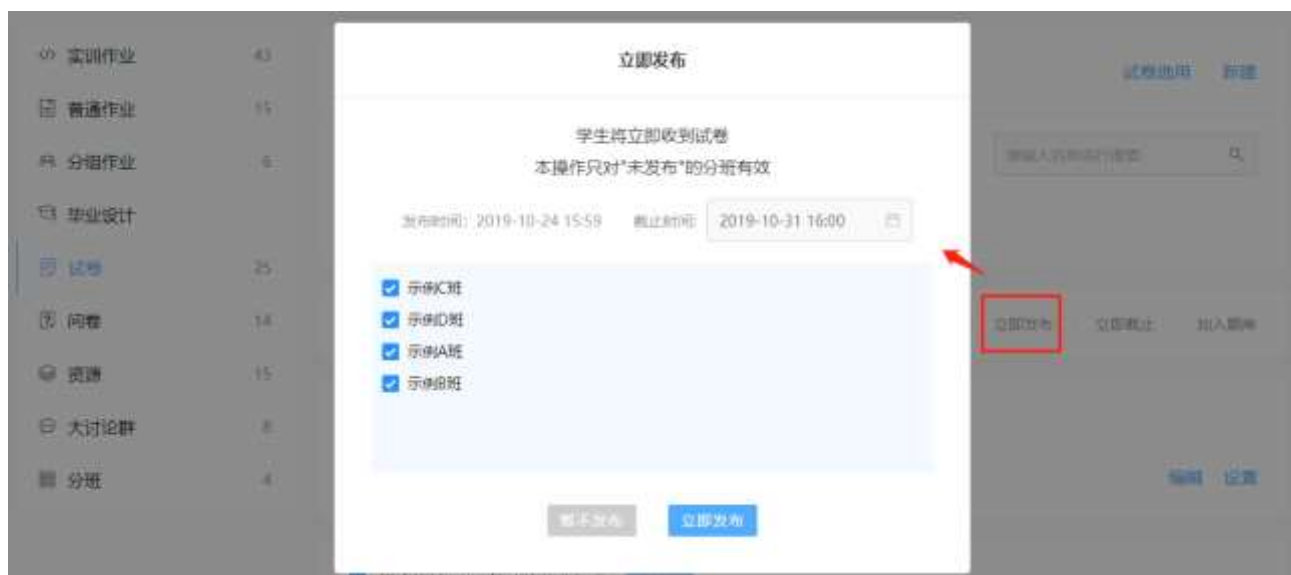 实训作业 43
普通作业 15
分组作业 6
毕业设计
试卷 25
问卷 14
资源 15
大讨论群 8
分班 4
立即发布
学生将立即收到试卷
本操作只对"未发布"的分班有效
发布时间: 2019-10-24 15:59 截止时间: 2019-10-31 16:00
示例C班
示例D班
示例A班
示例B班
暂不发布 立即发布
试卷选用 新建
立即发布 立即截止 加入题库
编辑 设置